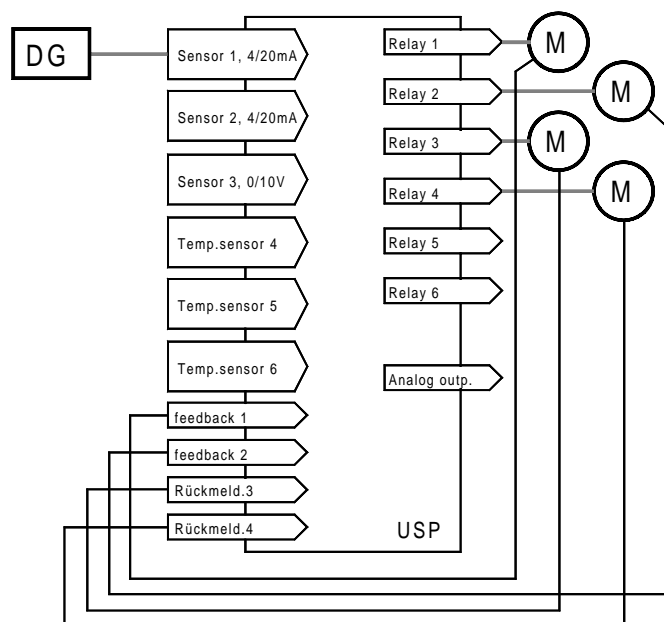 DG
Sensor 1, 4/20mA
Sensor 2, 4/20mA
Sensor 3, 0/10V
Temp.sensor 4
Temp.sensor 5
Temp.sensor 6
feedback 1
feedback 2
Rückmeld.3
Rückmeld.4
Relay 1
Relay 2
Relay 3
Relay 4
Relay 5
Relay 6
Analog outp.
USP
M
M
M
M